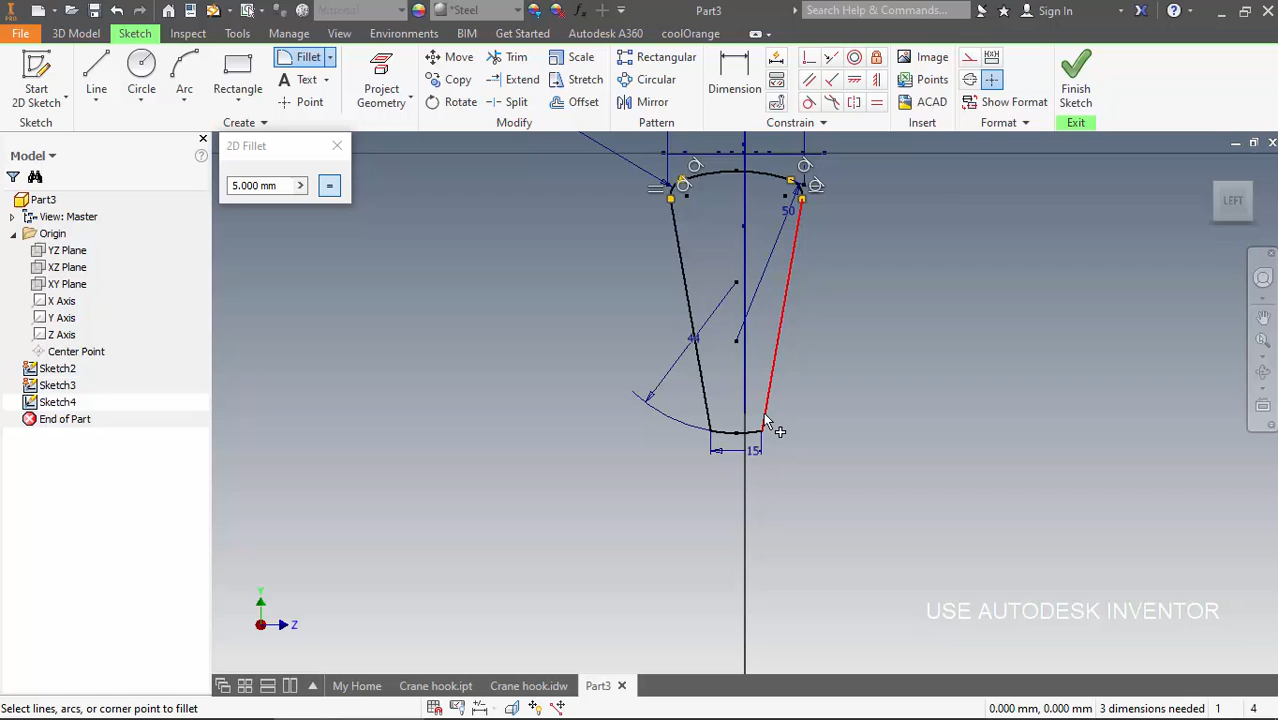 PRO
Material
*Steel
Part3
Search Help & Commands...
Sign In
File 3D Model Sketch Inspect Tools Manage View Environments BIM Get Started Autodesk A360 coolOrange
Start 2D Sketch
Line
Circle
Arc
Rectangle
Fillet
Text
Point
Project Geometry
Move
Copy
Rotate
Trim
Extend
Split
Scale
Stretch
Offset
Rectangular
Circular
Mirror
Dimension
Image
Points
ACAD
Show Format
Finish Sketch
Sketch Create Modify Pattern Constrain Insert Format Exit
Model
2D Fillet
5.000 mm
=
Part3
View: Master
Origin
YZ Plane
XZ Plane
XY Plane
X Axis
Y Axis
Z Axis
Center Point
Sketch2
Sketch3
Sketch4
End of Part
LEFT
50
15
Y
Z
USE AUTODESK INVENTOR
My Home Crane hook.ipt Crane hook.idw Part3
Select lines, arcs, or corner point to fillet
0.000 mm, 0.000 mm 3 dimensions needed 1 4